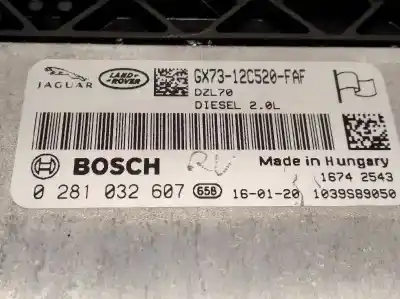 JAGUAR
LAND-ROVER
GX73-12C520-FAF
DZL70
DIESEL 2.0L
BOSCH
RV
Made in Hungary
1674 2543
0 281 032 607 658 16-01-20 1039S89050